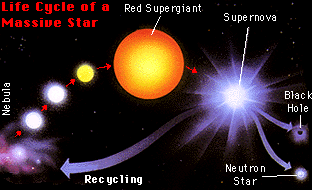 Life Cycle of a
Massive Star
Red Supergiant
Supernova
Nebula
Black
Hole
Neutron
Star
Recycling